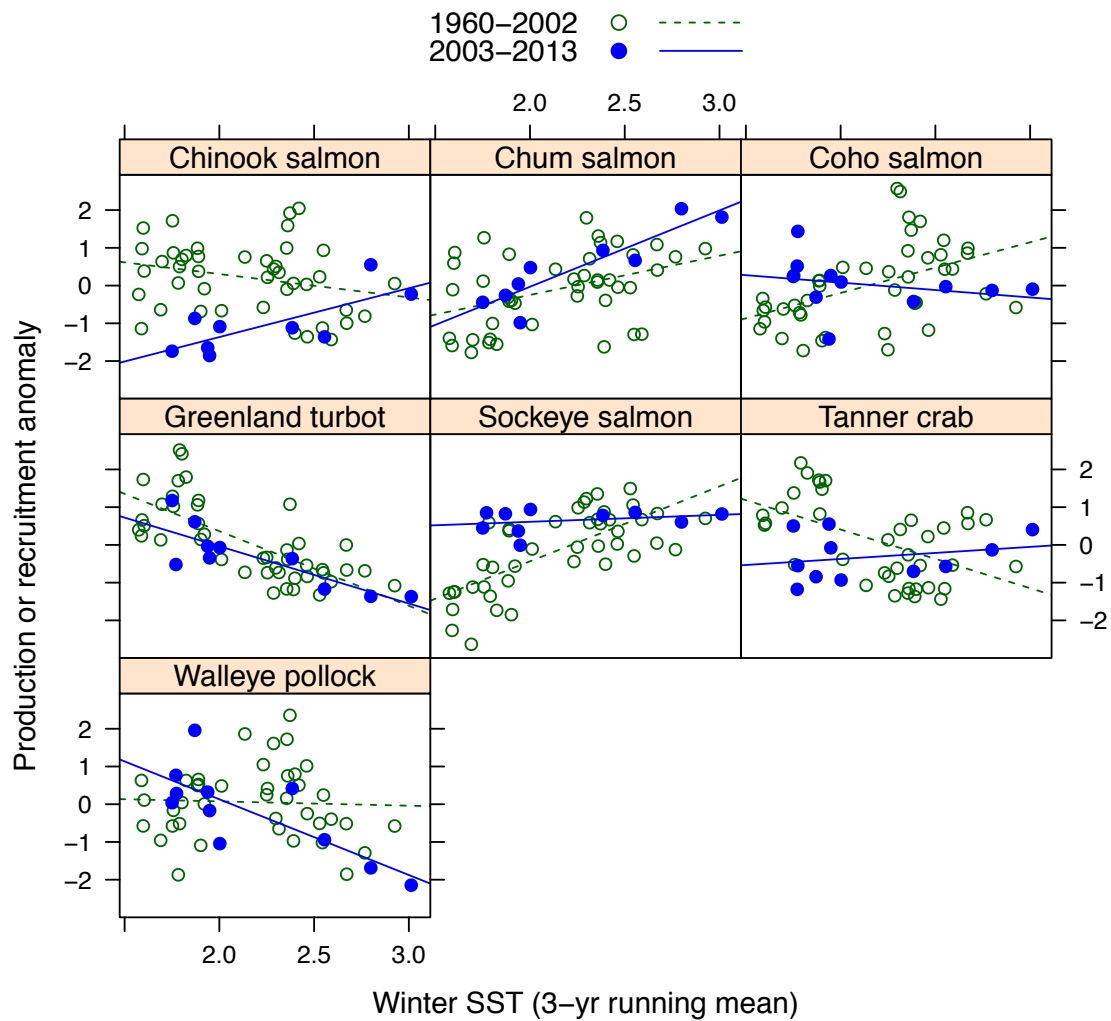 1960−2002
2003−2013
2.0 2.5 3.0
Chinook salmon Chum salmon Coho salmon
2
1
0
−1
−2
Greenland turbot Sockeye salmon Tanner crab
2
1
0
−1
−2
Walleye pollock
2
1
0
−1
−2
2.0 2.5 3.0
Production or recruitment anomaly
Winter SST (3−yr running mean)